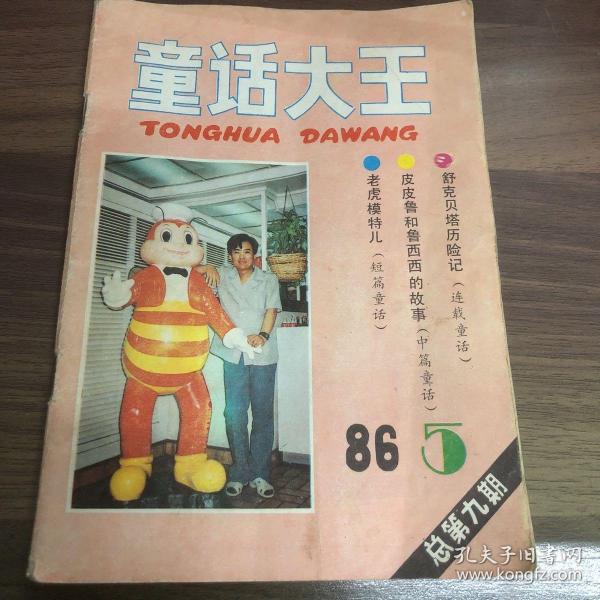 童话大王
TONGHUA DAWANG
舒克贝塔历险记(连载童话)
皮皮鲁和鲁西西的故事(中篇童话)
老虎模特儿(短篇童话)
86 5
总第九期
孔夫子旧书网
www.kongfz.com